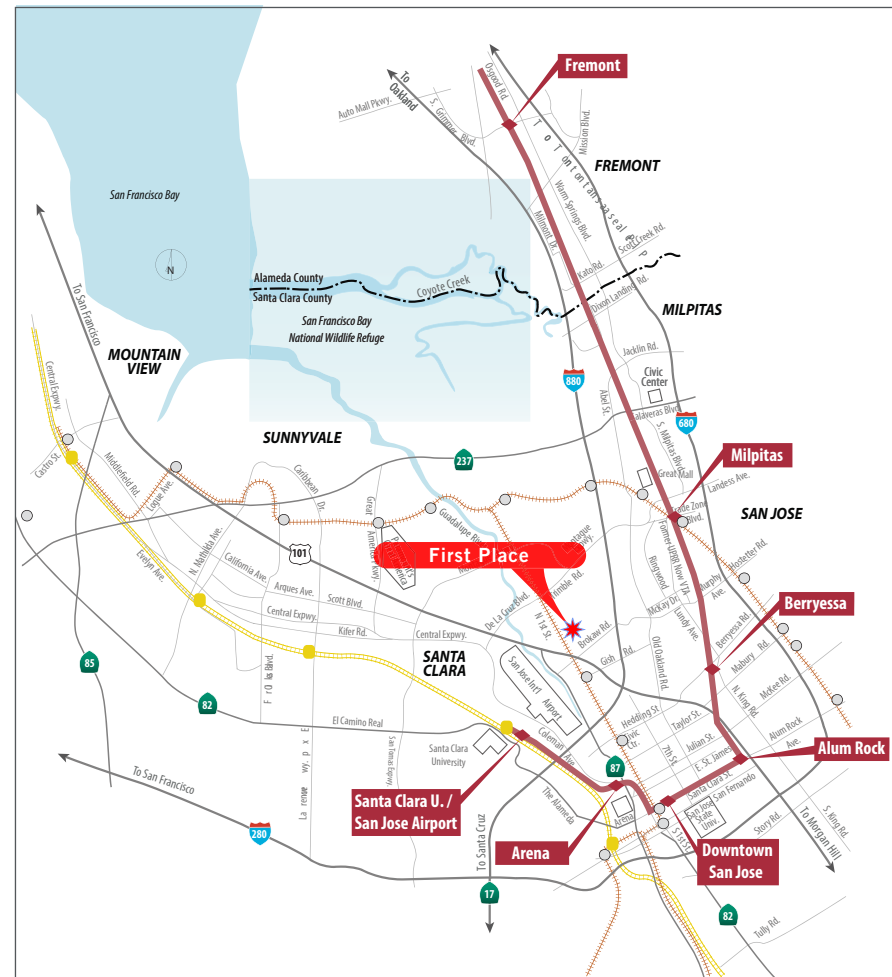 Fremont
To
Oakland
Osgood Rd.
Auto Mall Pkwy.
S. Grimmer Blvd.
Mission Blvd.
FREMONT
San Francisco Bay
Warm Springs Blvd.
Milmont Dr.
Scott Creek Rd.
Kato Rd.
N
Alameda County
Santa Clara County
Coyote Creek
Dixon Landing Rd.
To San Francisco
San Francisco Bay
National Wildlife Refuge
MILPITAS
MOUNTAIN
VIEW
Jacklin Rd.
Civic
Center
880
Abel St.
Calaveras Blvd.
680
Central Expwy.
SUNNYVALE
S. Milpitas Blvd.
Milpitas
237
Castro St.
Middlefield Rd.
Logue Ave.
Caribbean Dr.
Great Mall
Landess Ave.
Great America Pkwy.
Guadalupe River
Trade Zone
Blvd.
SAN JOSE
N. Mathilda Ave.
101
First Place
Former UPRR Now VTA
Hostetter Rd.
Evelyn Ave.
California Ave.
Arques Ave.
Scott Blvd.
Central Expwy.
Kifer Rd.
Central Expwy.
De La Cruz Blvd.
Trimble Rd.
N 1st St.
Brokaw Rd.
Ringwood
McKay Dr.
Murphy
Ave.
Lundy Ave.
Berryessa
Berryessa Rd.
Gish Rd.
Old Oakland Rd.
Mabury Rd.
SANTA
CLARA
San Jose Int'l
Airport
N. King Rd.
McKee Rd.
85
82
El Camino Real
Hedding St.
Civic
Ctr.
Taylor St.
7th St.
Julian St.
E. St. James
Alum Rock
Ave.
Alum Rock
Santa Clara
University
San Tomas Expwy.
Coleman Ave.
87
Santa Clara St.
San Fernando
To San Francisco
Santa Clara U. /
San Jose Airport
The Alameda
Arena
San Jose
State
Univ.
S 1st St.
Story Rd.
S. King Rd.
To Morgan Hill
280
Arena
Downtown
San Jose
To Santa Cruz
17
82
Tully Rd.